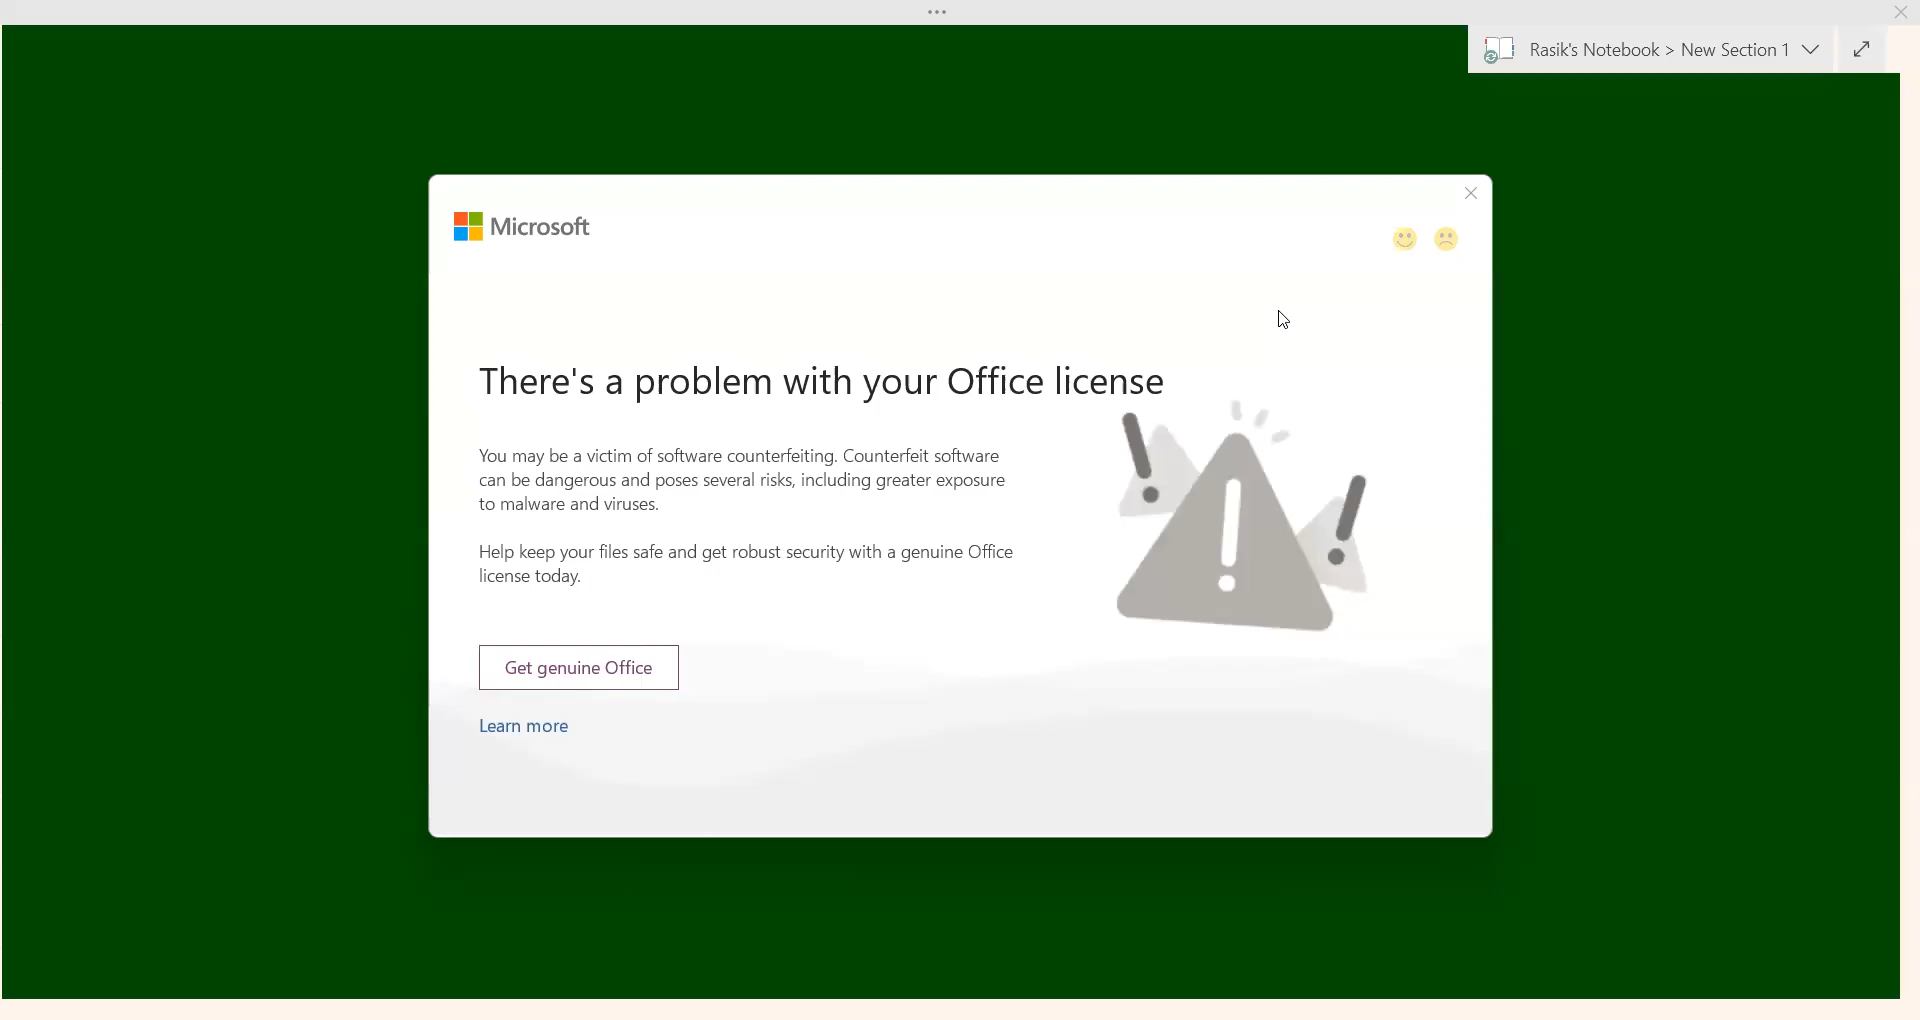 Rasik's Notebook > New Section 1
Microsoft
There's a problem with your Office license
You may be a victim of software counterfeiting. Counterfeit software
can be dangerous and poses several risks, including greater exposure
to malware and viruses.
Help keep your files safe and get robust security with a genuine Office
license today.
Get genuine Office
Learn more